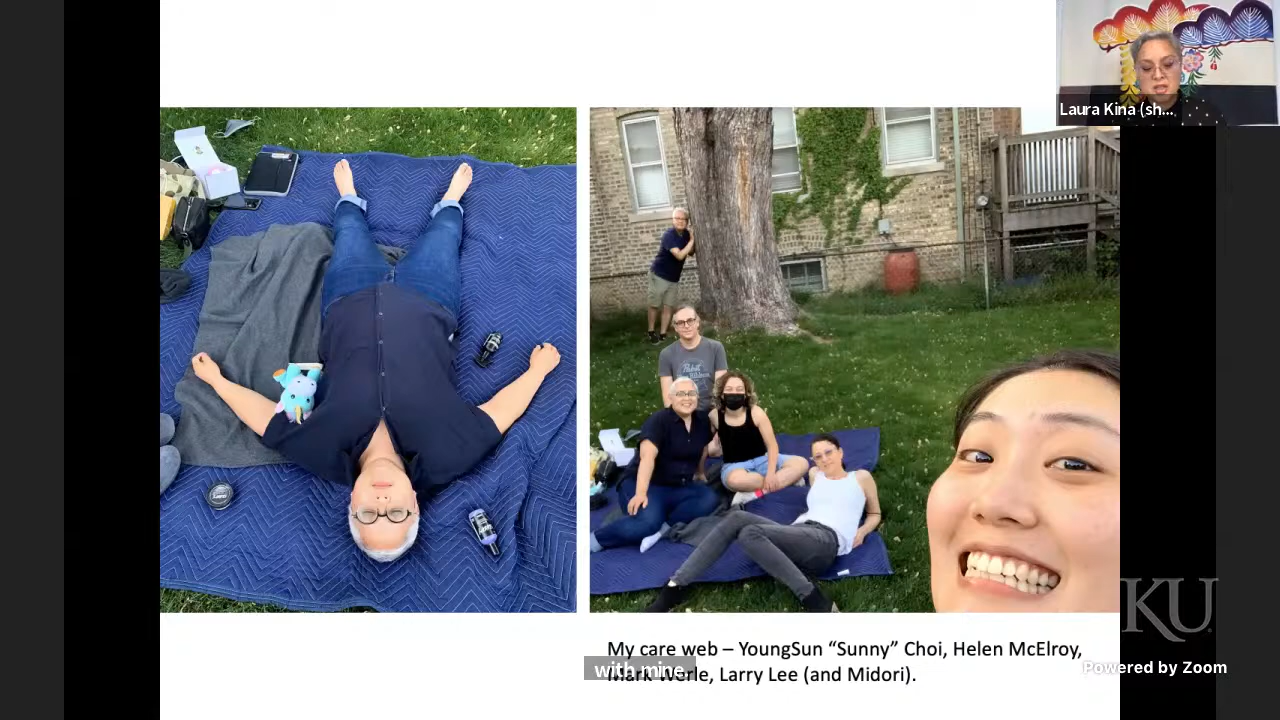 Laura Kina (sh...
My care web – YoungSun “Sunny” Choi, Helen McElroy,
Mark Werle, Larry Lee (and Midori).
with mine
KU
Powered by Zoom